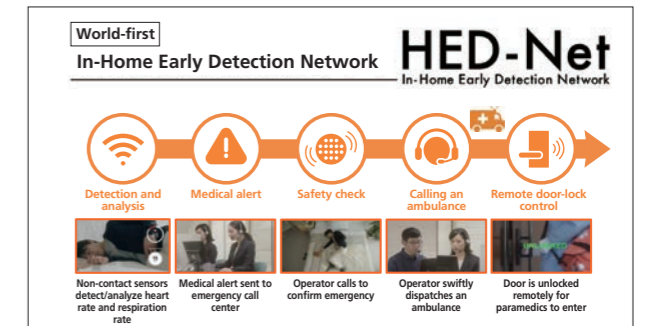 World-first
In-Home Early Detection Network
HED-Net
In-Home Early Detection Network
Detection and
analysis
Medical alert
Safety check
Calling an
ambulance
Remote door-lock
control
UNLOCKED
Non-contact sensors
detect/analyze heart
rate and respiration
rate
Medical alert sent to
emergency call
center
Operator calls to
confirm emergency
Operator swiftly
dispatches an
ambulance
Door is unlocked
remotely for
paramedics to enter